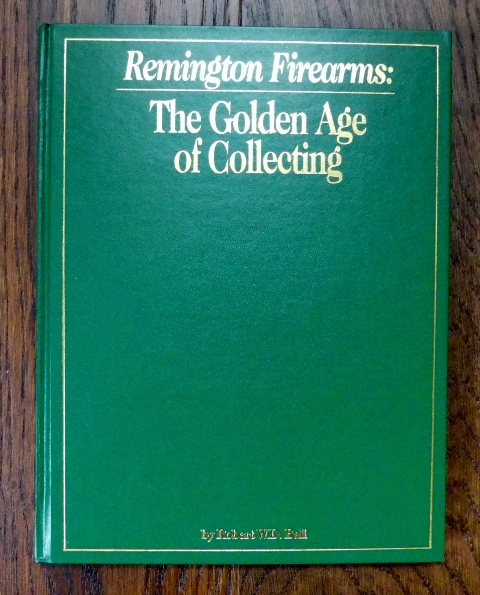 Remington Firearms:
The Golden Age
of Collecting
by Robert W.D. Ball